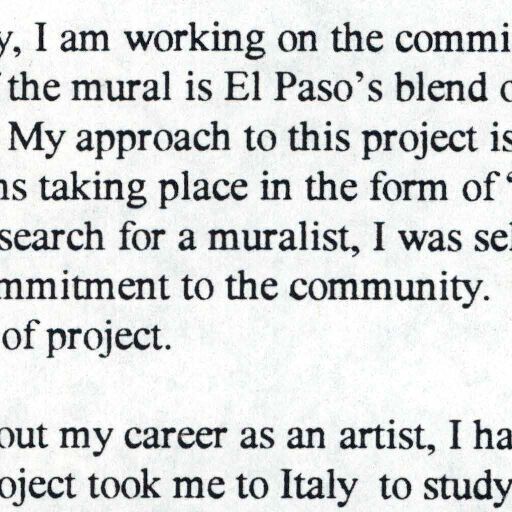 y, I am working on the commi
the mural is El Paso's blend o
My approach to this project is
ns taking place in the form of “
search for a muralist, I was sel
mmitment to the community.
of project.
out my career as an artist, I ha
oject took me to Italy  to study